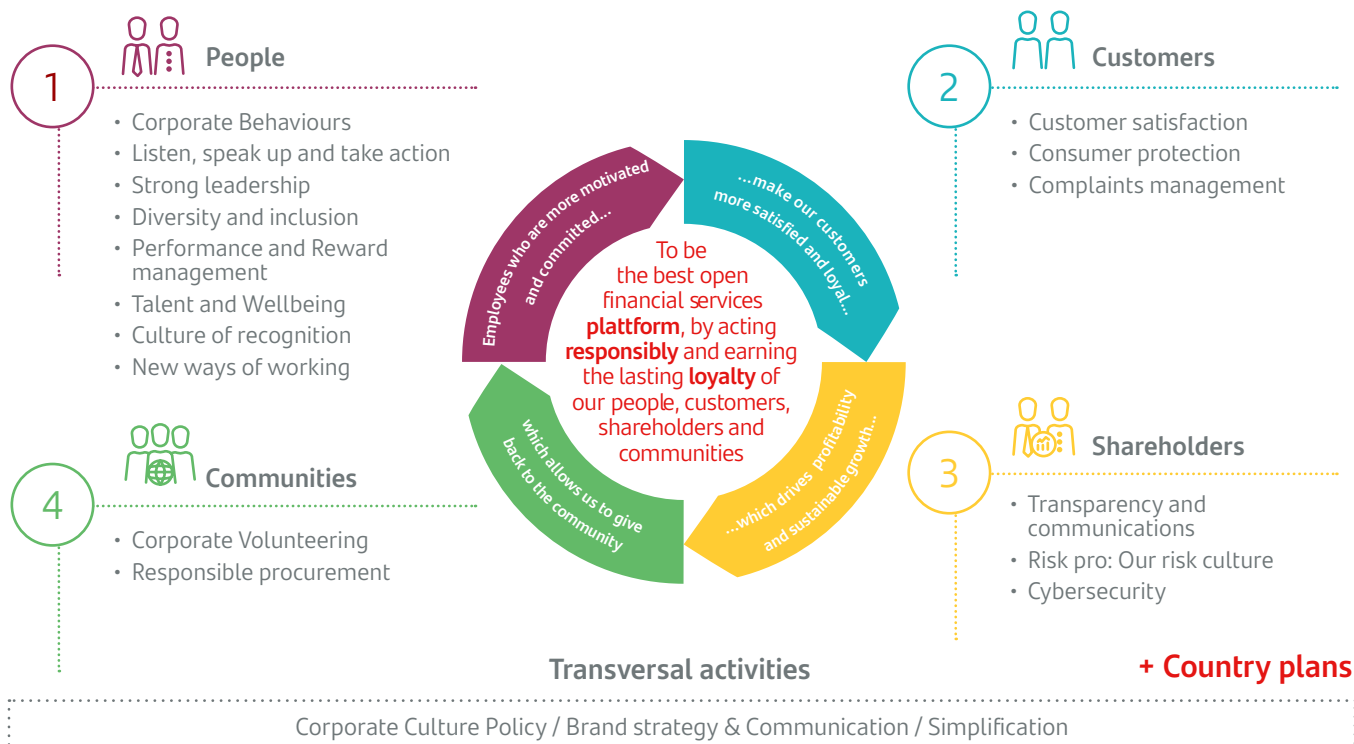 1
People
• Corporate Behaviours
• Listen, speak up and take action
• Strong leadership
• Diversity and inclusion
• Performance and Reward
management
• Talent and Wellbeing
• Culture of recognition
• New ways of working
2
Customers
• Customer satisfaction
• Consumer protection
• Complaints management
Employees who are more motivated
and committed...
...make our customers
more satisfied and loyal...
...which drives profitability
and sustainable growth...
which allows us to give
back to the community
To be
the best open
financial services
plattform, by acting
responsibly and earning
the lasting loyalty of
our people, customers,
shareholders and
communities
3
Shareholders
• Transparency and
communications
• Risk pro: Our risk culture
• Cybersecurity
4
Communities
• Corporate Volunteering
• Responsible procurement
Transversal activities
+ Country plans
Corporate Culture Policy / Brand strategy & Communication / Simplification